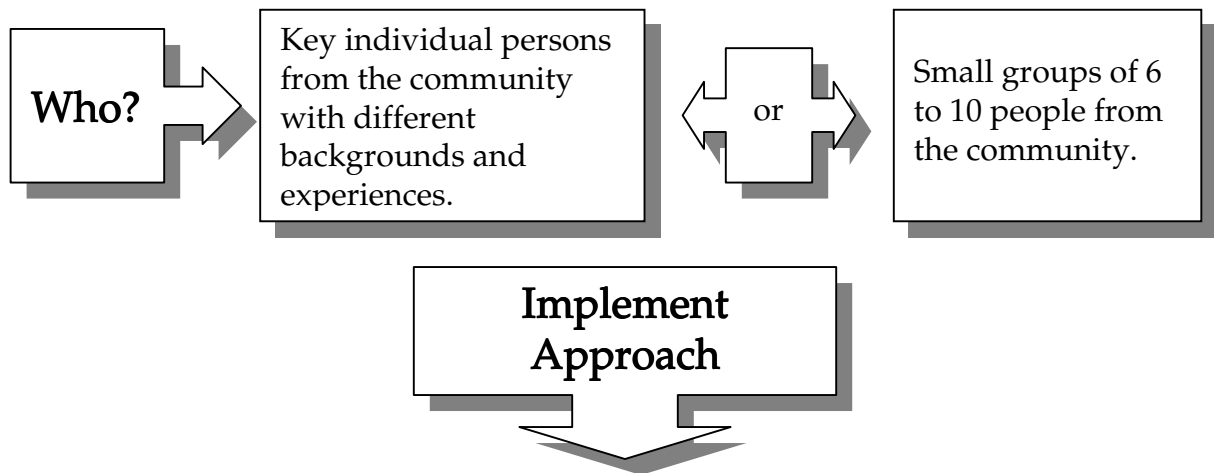 Who?
Key individual persons
from the community
with different
backgrounds and
experiences.
or
Small groups of 6
to 10 people from
the community.
Implement
Approach